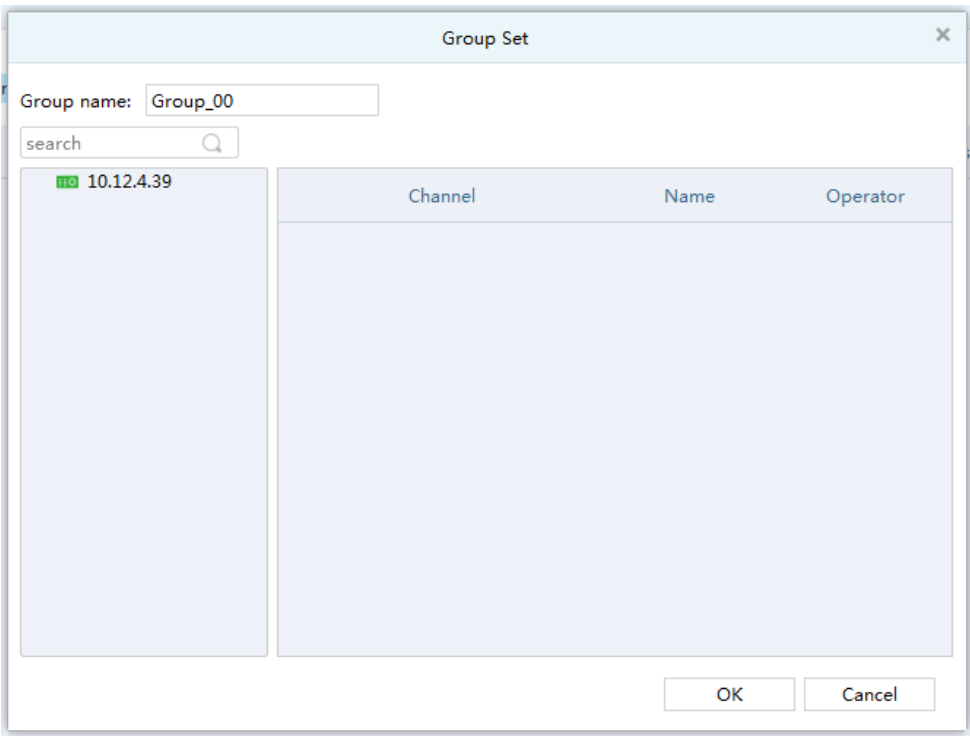 Group Set
Group name: Group_00
search
10.12.4.39
Channel Name Operator
OK Cancel